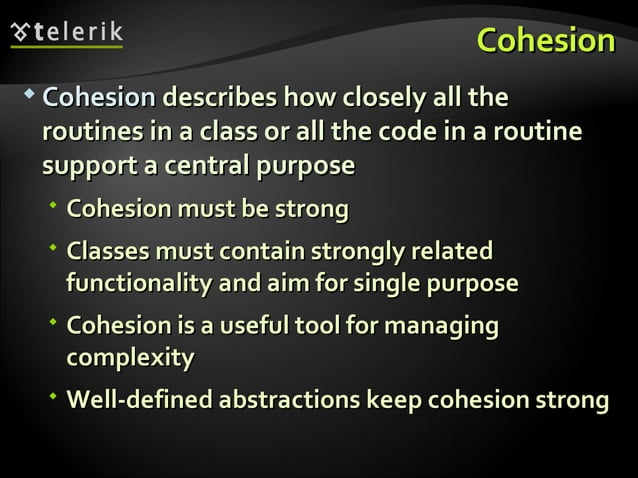 telerik
Cohesion
Cohesion describes how closely all the
routines in a class or all the code in a routine
support a central purpose
Cohesion must be strong
Classes must contain strongly related
functionality and aim for single purpose
Cohesion is a useful tool for managing
complexity
Well-defined abstractions keep cohesion strong